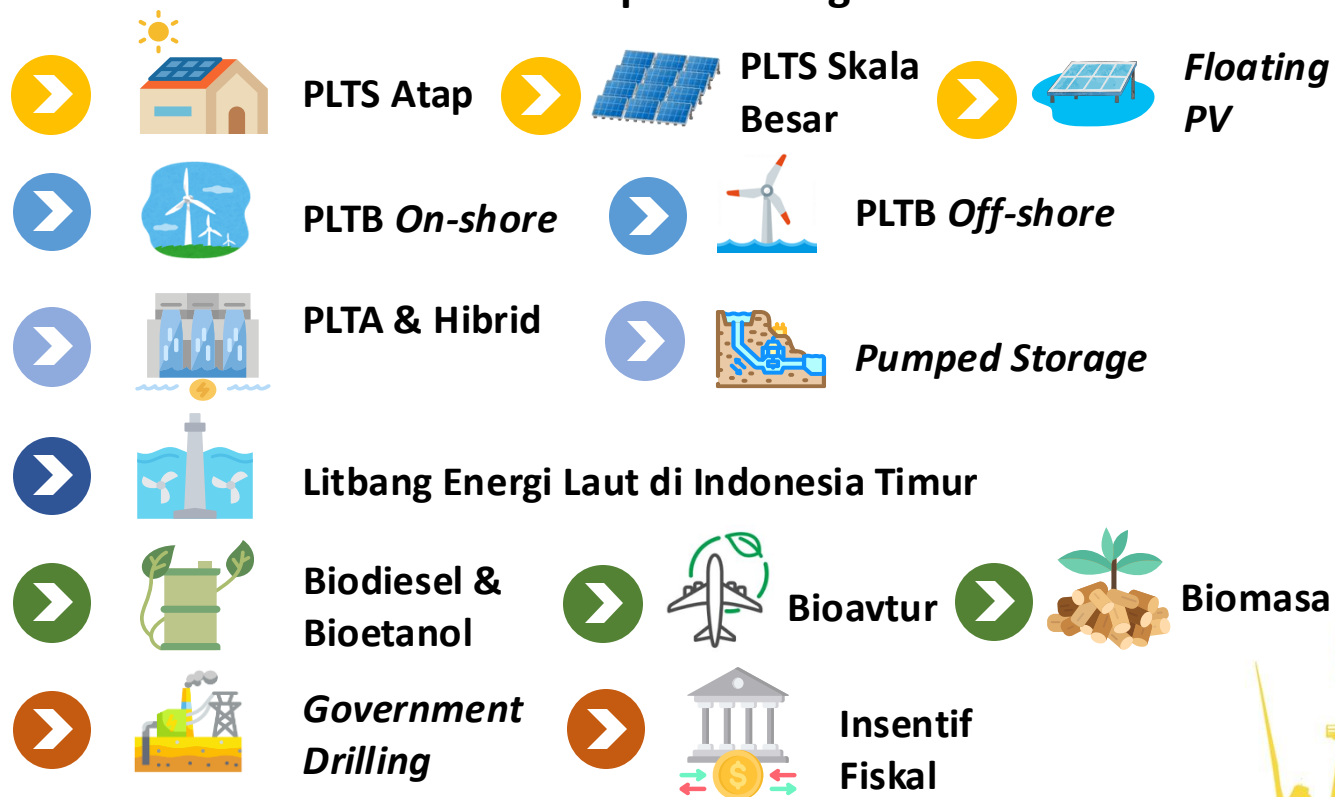 PLTS Atap
PLTS Skala
Besar
Floating
PV
PLTB On-shore
PLTB Off-shore
PLTA & Hibrid
Pumped Storage
Litbang Energi Laut di Indonesia Timur
Biodiesel &
Bioetanol
Bioavtur
Biomasa
Government
Drilling
Insentif
Fiskal